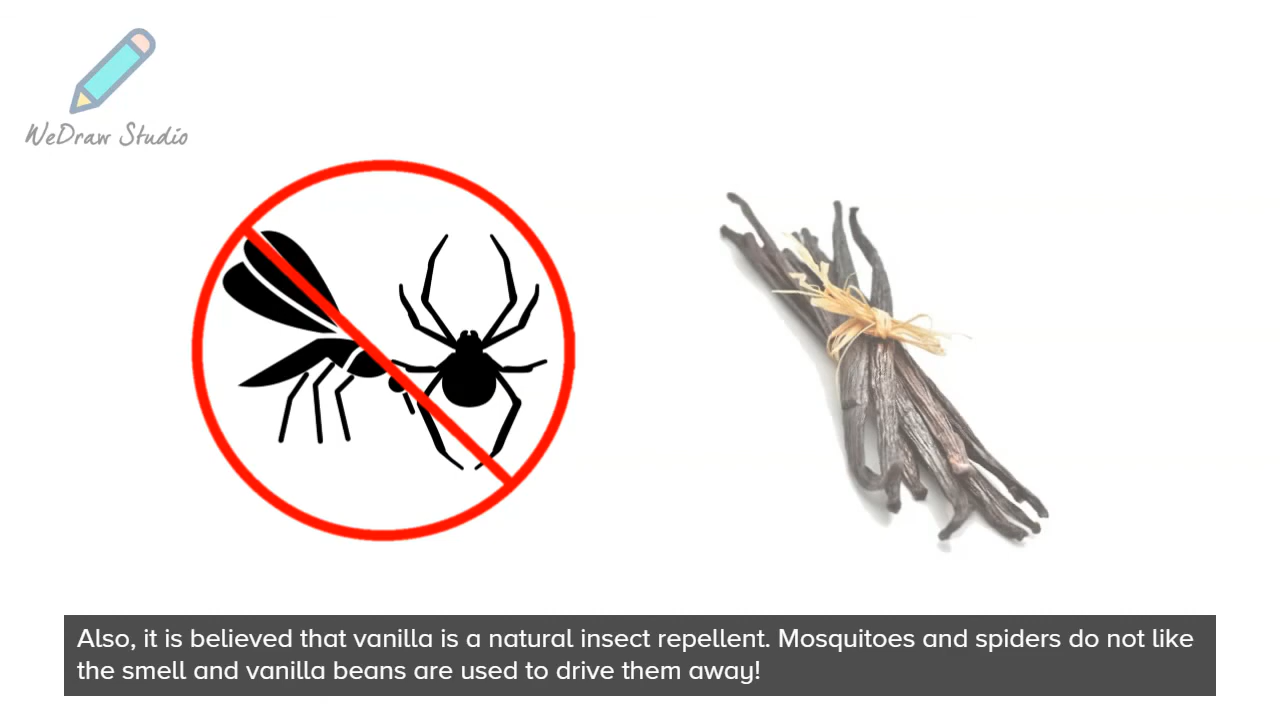 WeDraw Studio
Also, it is believed that vanilla is a natural insect repellent. Mosquitoes and spiders do not like
the smell and vanilla beans are used to drive them away!